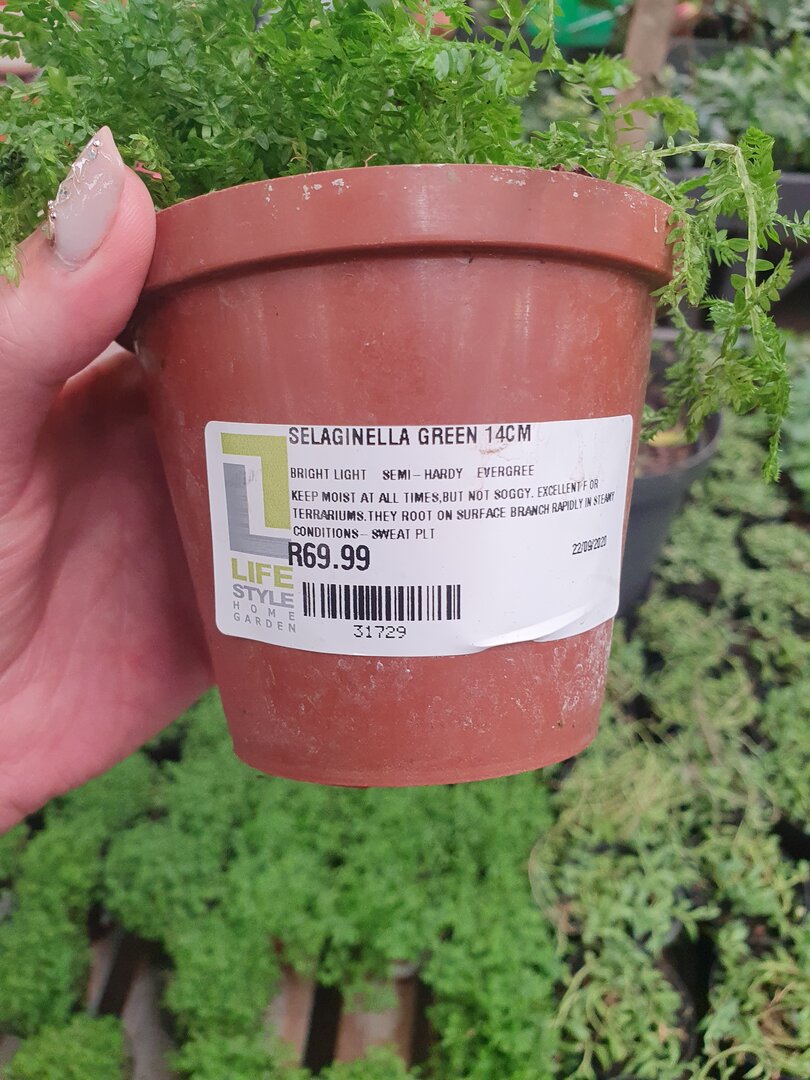 SELAGINELLA GREEN 14CM
BRIGHT LIGHT SEMI-HARDY EVERGREE
KEEP MOIST AT ALL TIMES,BUT NOT SOGGY. EXCELLENT FOR
TERRARIUMS.THEY ROOT ON SURFACE BRANCH RAPIDLY IN STEAMY
CONDITIONS- SWEAT PLT
R69.99
22/09/2020
LIFE
STYLE
HOME
GARDEN
31729